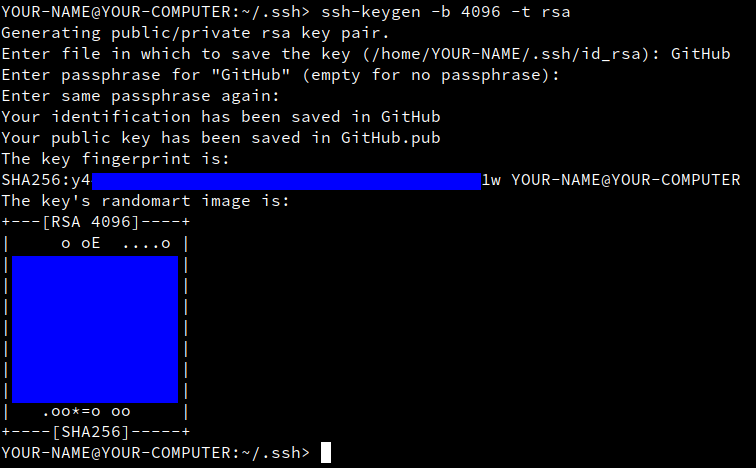 YOUR-NAME@YOUR-COMPUTER:~/.ssh> ssh-keygen -b 4096 -t rsa
Generating public/private rsa key pair.
Enter file in which to save the key (/home/YOUR-NAME/.ssh/id_rsa): GitHub
Enter passphrase for "GitHub" (empty for no passphrase):
Enter same passphrase again:
Your identification has been saved in GitHub
Your public key has been saved in GitHub.pub
The key fingerprint is:
SHA256:y4 1w YOUR-NAME@YOUR-COMPUTER
The key's randomart image is:
+---[RSA 4096]----+
|     o oE  ....o |
| |
| |
| |
| |
| |
| |
| |
|   .oo*=o oo     |
+----[SHA256]-----+
YOUR-NAME@YOUR-COMPUTER:~/.ssh>